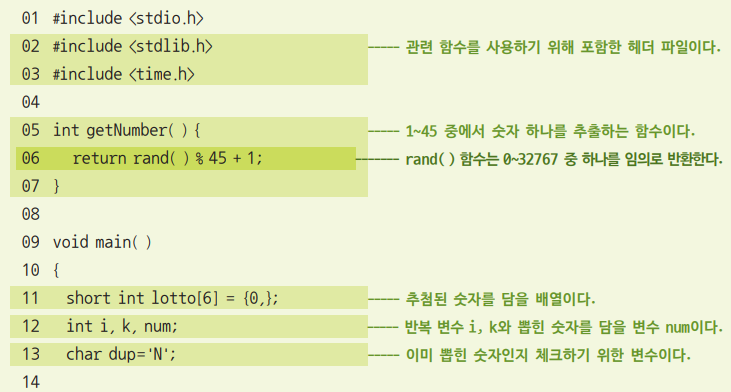 01 #include <stdio.h>
02 #include <stdlib.h> ----- 관련 함수를 사용하기 위해 포함한 헤더 파일이다.
03 #include <time.h>
04
05 int getNumber( ) { ----- 1~45 중에서 숫자 하나를 추출하는 함수이다.
06 return rand( ) % 45 + 1; ------- rand( ) 함수는 0~32767 중 하나를 임의로 반환한다.
07 }
08
09 void main( )
10 {
11 short int lotto[6] = {0,}; ----- 추첨된 숫자를 담을 배열이다.
12 int i, k, num; ----- 반복 변수 i, k와 뽑힌 숫자를 담을 변수 num이다.
13 char dup='N'; ----- 이미 뽑힌 숫자인지 체크하기 위한 변수이다.
14